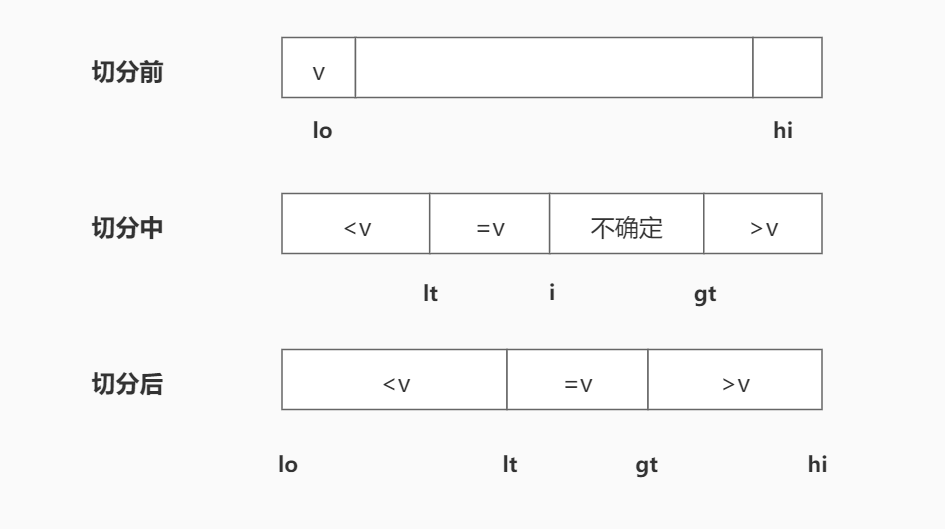 切分前
v
lo hi
切分中
<v =v 不确定 >v
lt i gt
切分后
<v =v >v
lo lt gt hi